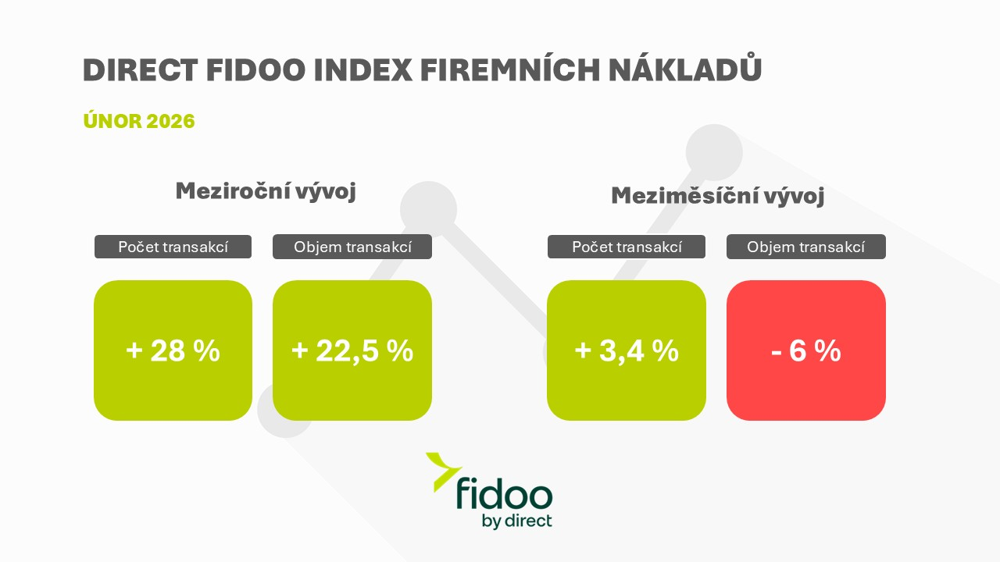 DIRECT FIDOO INDEX FIREMNÍCH NÁKLADŮ
ÚNOR 2026
Meziroční vývoj
Počet transakcí
Objem transakcí
+ 28 %
+ 22,5 %
Meziměsíční vývoj
Počet transakcí
Objem transakcí
+ 3,4 %
- 6 %
fidoo
by direct